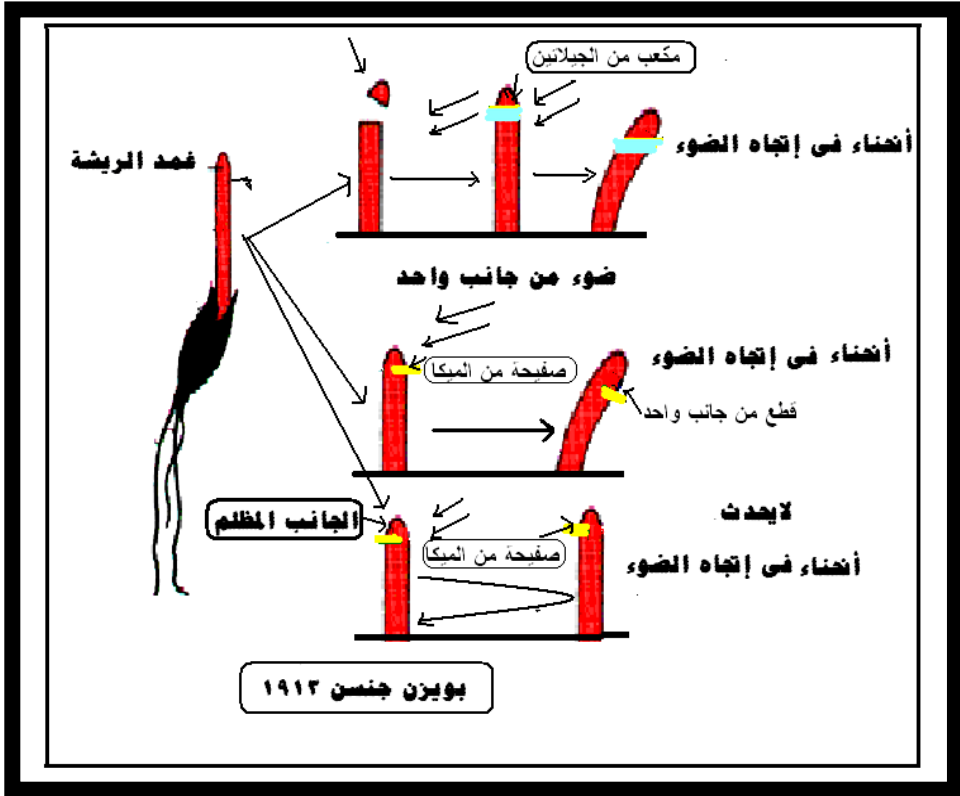 مكعب من الجيلاتين
أنحناء فى إتجاه الضوء
غمد الريشة
ضوء من جانب واحد
أنحناء فى إتجاه الضوء
صفيحة من الميكا
قطع من جانب واحد
لايحدث
الجانب المظلم
صفيحة من الميكا
أنحناء فى إتجاه الضوء
بويزن جنسن ١٩١٣